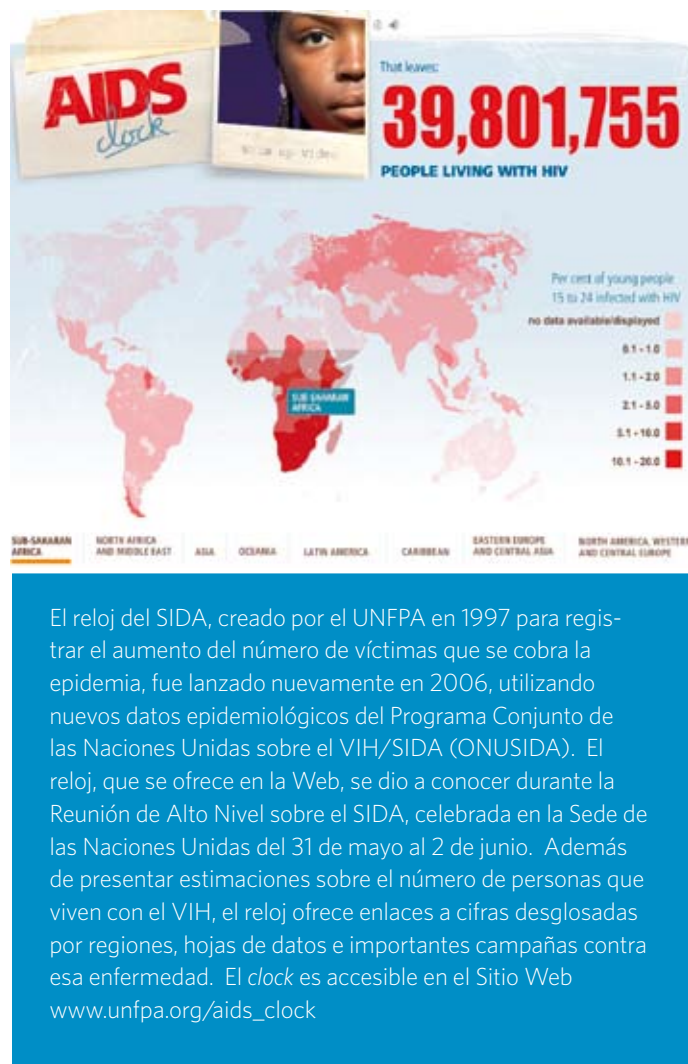 AIDS
clock
That leaves:
39,801,755
PEOPLE LIVING WITH HIV
Per cent of young people
15 to 24 infected with HIV
no data available/displayed
0.1 - 1.0
1.1 - 2.0
2.1 - 5.0
5.1 - 10.0
10.1 - 20.0
SUB-SAHARAN
AFRICA
SUB-SAHARAN
AFRICA
NORTH AFRICA
AND MIDDLE EAST
ASIA
OCEANIA
LATIN AMERICA
CARIBBEAN
EASTERN EUROPE
AND CENTRAL ASIA
NORTH AMERICA, WESTERN
AND CENTRAL EUROPE
El reloj del SIDA, creado por el UNFPA en 1997 para regis-
trar el aumento del número de víctimas que se cobra la
epidemia, fue lanzado nuevamente en 2006, utilizando
nuevos datos epidemiológicos del Programa Conjunto de
las Naciones Unidas sobre el VIH/SIDA (ONUSIDA). El
reloj, que se ofrece en la Web, se dio a conocer durante la
Reunión de Alto Nivel sobre el SIDA, celebrada en la Sede de
las Naciones Unidas del 31 de mayo al 2 de junio. Además
de presentar estimaciones sobre el número de personas que
viven con el VIH, el reloj ofrece enlaces a cifras desglosadas
por regiones, hojas de datos e importantes campañas contra
esa enfermedad. El clock es accesible en el Sitio Web
www.unfpa.org/aids_clock